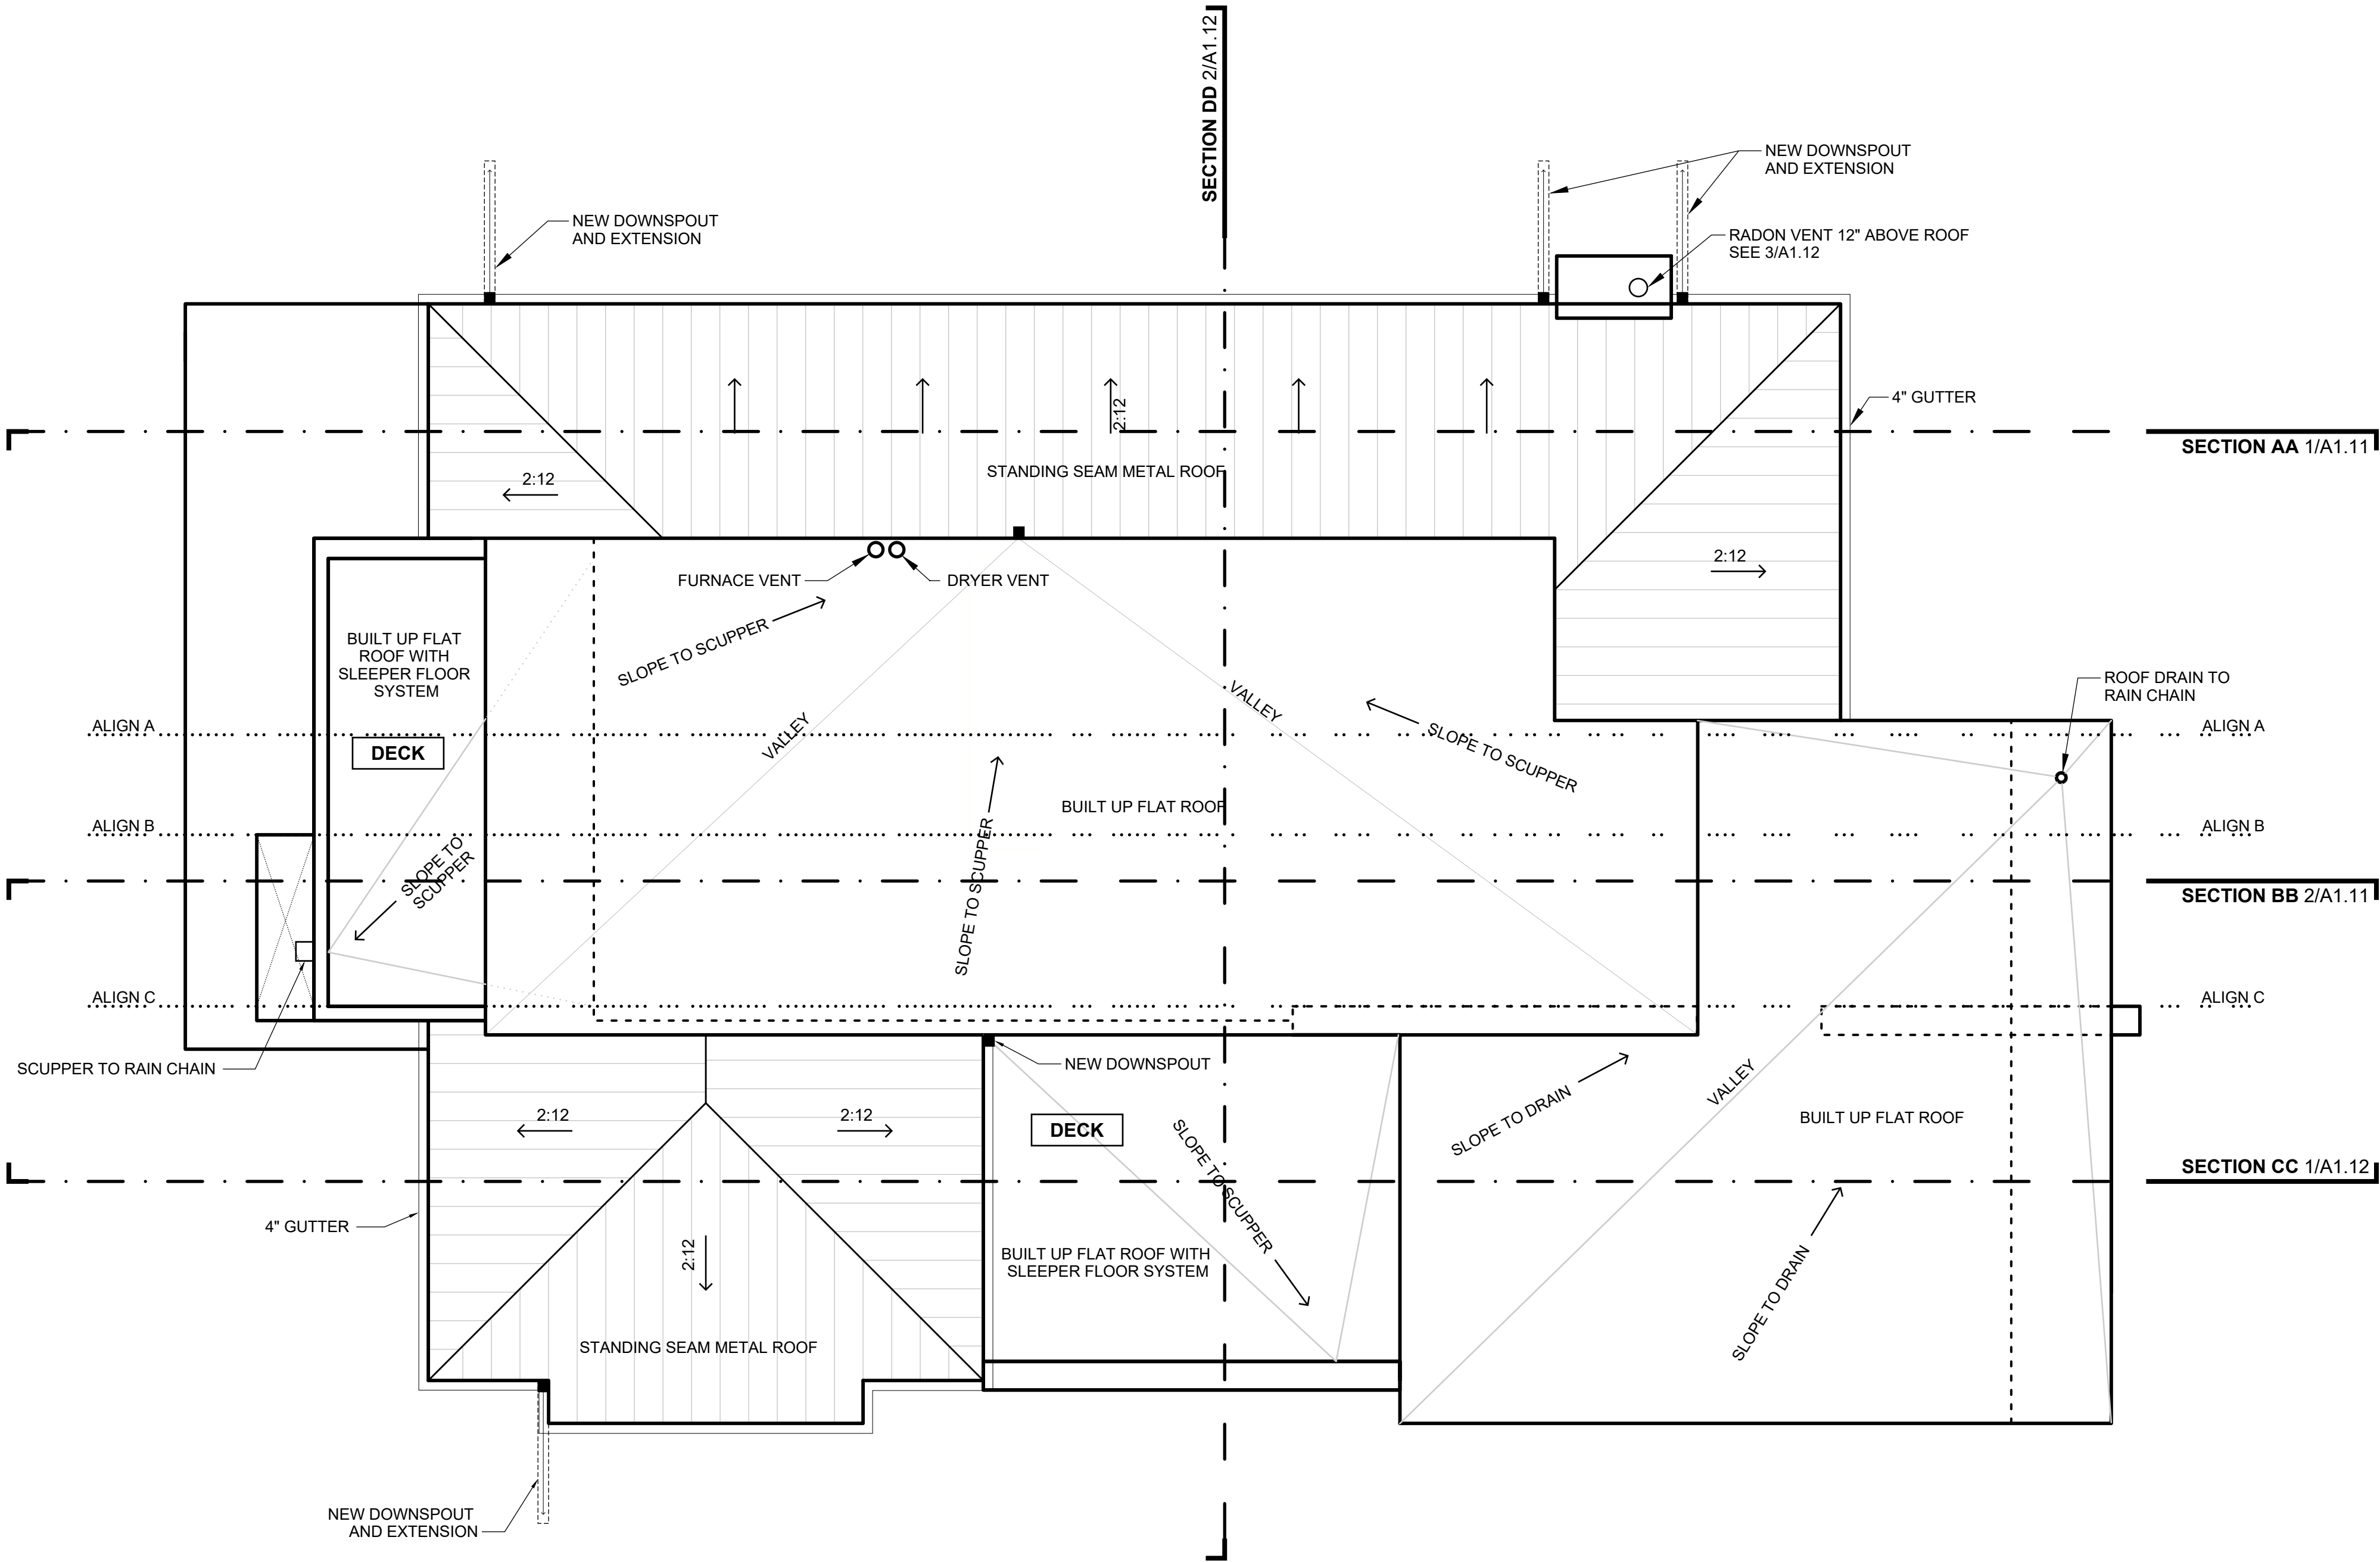 SECTION DD 2/A1.12
NEW DOWNSPOUT
AND EXTENSION
NEW DOWNSPOUT
AND EXTENSION
RADON VENT 12" ABOVE ROOF
SEE 3/A1.12
4" GUTTER
2:12
SECTION AA 1/A1.11
STANDING SEAM METAL ROOF
2:12
2:12
FURNACE VENT
DRYER VENT
SLOPE TO SCUPPER
BUILT UP FLAT
ROOF WITH
SLEEPER FLOOR
SYSTEM
ROOF DRAIN TO
RAIN CHAIN
VALLEY
VALLEY
ALIGN A
ALIGN A
DECK
SLOPE TO SCUPPER
BUILT UP FLAT ROOF
ALIGN B
ALIGN B
SLOPE TO
SCUPPER
SLOPE TO SCUPPER
SECTION BB 2/A1.11
ALIGN C
ALIGN C
SCUPPER TO RAIN CHAIN
NEW DOWNSPOUT
VALLEY
2:12
2:12
DECK
SLOPE TO DRAIN
BUILT UP FLAT ROOF
SLOPE TO SCUPPER
SECTION CC 1/A1.12
4" GUTTER
2:12
BUILT UP FLAT ROOF WITH
SLEEPER FLOOR SYSTEM
SLOPE TO DRAIN
STANDING SEAM METAL ROOF
NEW DOWNSPOUT
AND EXTENSION